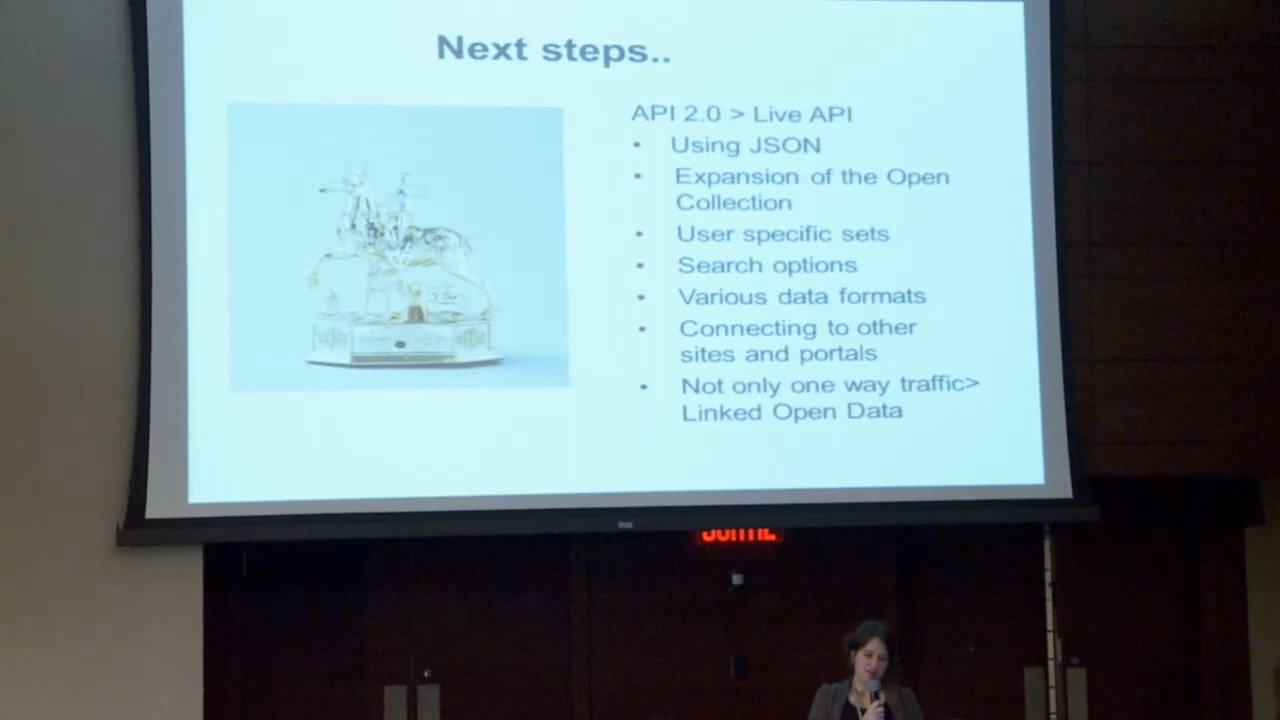 Next steps..
API 2.0 > Live API
• Using JSON
• Expansion of the Open
Collection
• User specific sets
• Search options
• Various data formats
• Connecting to other
sites and portals
• Not only one way traffic>
Linked Open Data
SORTIE